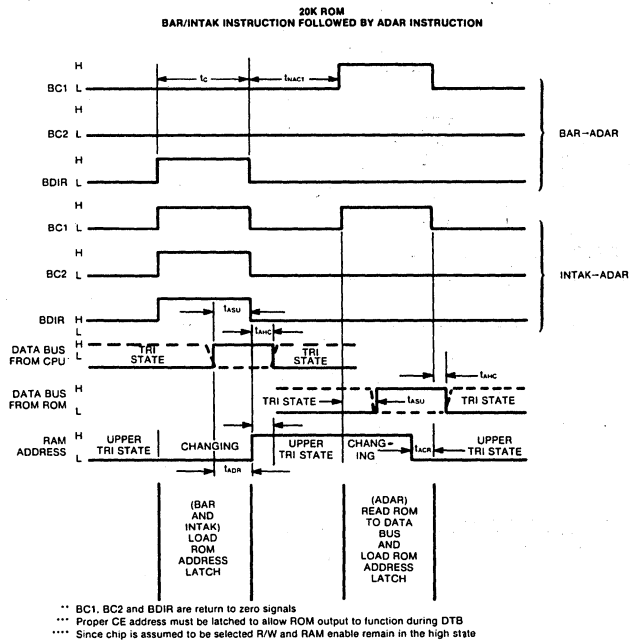 20K ROM
BAR/INTAK INSTRUCTION FOLLOWED BY ADAR INSTRUCTION
H
BC1 L
tC
tNACT
H
BC2 L
H
BDIR L
BAR→ADAR
H
BC1 L
H
BC2 L
BDIR H
L
INTAK→ADAR
tASU
tAHC
DATA BUS
FROM CPU
H
L
TRI
STATE
TRI
STATE
tAHC
DATA BUS
FROM ROM
H
L
TRI STATE
tASU
TRI STATE
RAM
ADDRESS
H
L
UPPER
TRI STATE
CHANGING
UPPER
TRI STATE
CHANG-
ING
tACR
UPPER
TRI STATE
tADR
(BAR
AND
INTAK)
LOAD
ROM
ADDRESS
LATCH
(ADAR)
READ ROM
TO DATA
BUS
AND
LOAD ROM
ADDRESS
LATCH
** BC1, BC2 and BDIR are return to zero signals
*** Proper CE address must be latched to allow ROM output to function during DTB
**** Since chip is assumed to be selected R/W and RAM enable remain in the high state